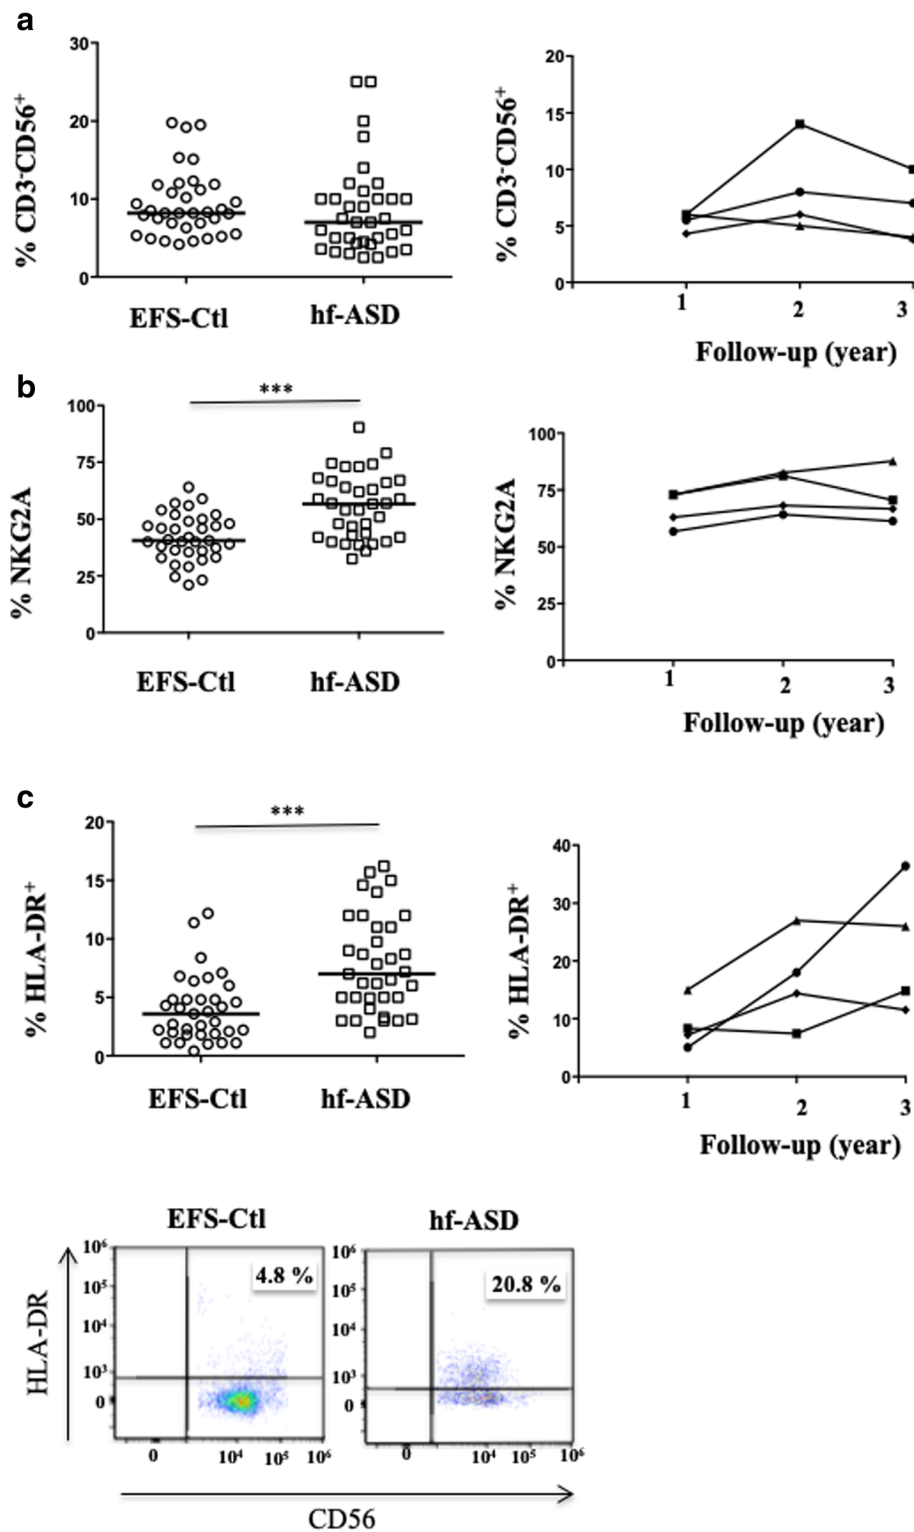 a
30
20
10
0
% CD3-CD56+
EFS-Ctl
hf-ASD
20
15
10
5
0
% CD3-CD56+
1
2
3
Follow-up (year)
b
***
100
75
50
25
0
% NKG2A
EFS-Ctl
hf-ASD
100
75
50
25
0
% NKG2A
1
2
3
Follow-up (year)
c
***
20
15
10
5
0
% HLA-DR+
EFS-Ctl
hf-ASD
40
30
20
10
0
% HLA-DR+
1
2
3
Follow-up (year)
EFS-Ctl
hf-ASD
HLA-DR
10⁶
10⁵
10⁴
10³
0
4.8 %
0
10⁴
10⁵
10⁶
10⁶
10⁵
10⁴
10³
0
20.8 %
0
10⁴
10⁵
10⁶
CD56